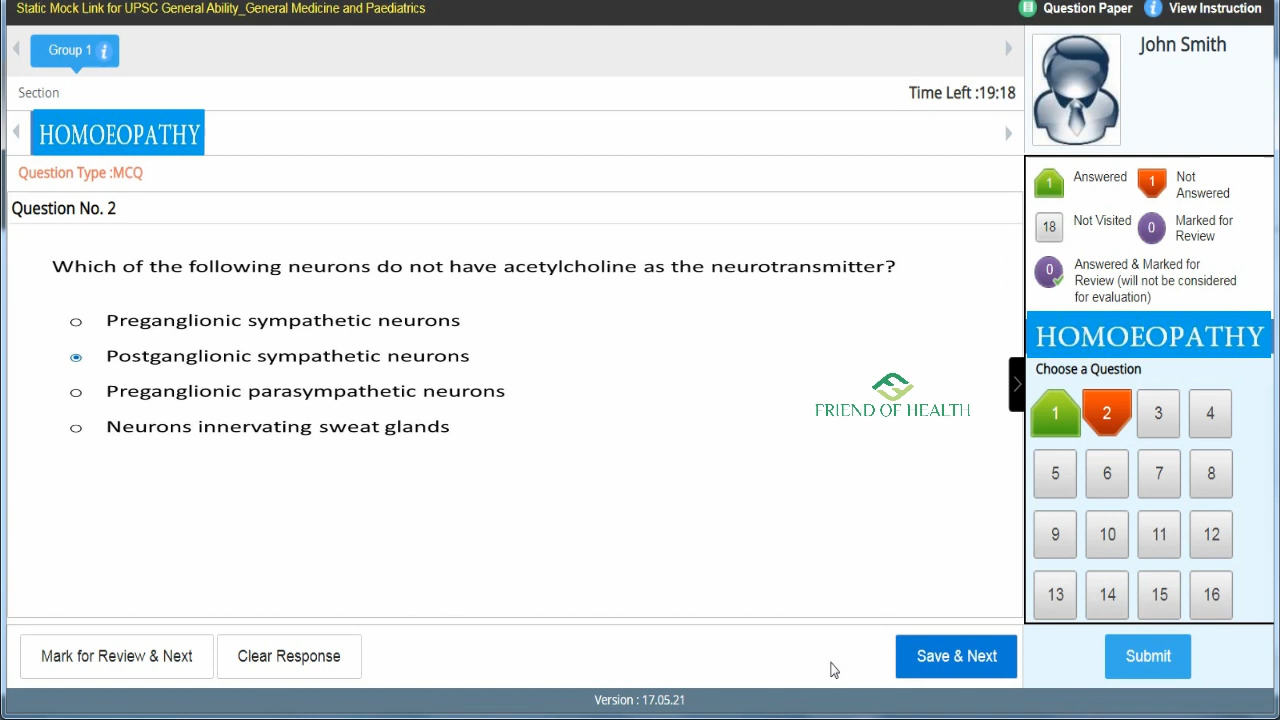 Static Mock Link for UPSC General Ability_General Medicine and Paediatrics
Question Paper
View Instruction
Group 1
John Smith
Section
Time Left :19:18
HOMOEOPATHY
Question Type :MCQ
Question No. 2
Which of the following neurons do not have acetylcholine as the neurotransmitter?
Preganglionic sympathetic neurons
Postganglionic sympathetic neurons
Preganglionic parasympathetic neurons
Neurons innervating sweat glands
FRIEND OF HEALTH
1 Answered
1 Not Answered
18 Not Visited
0 Marked for Review
0 Answered & Marked for
Review (will not be considered
for evaluation)
HOMOEOPATHY
Choose a Question
1 2 3 4
5 6 7 8
9 10 11 12
13 14 15 16
Mark for Review & Next
Clear Response
Save & Next
Submit
Version : 17.05.21